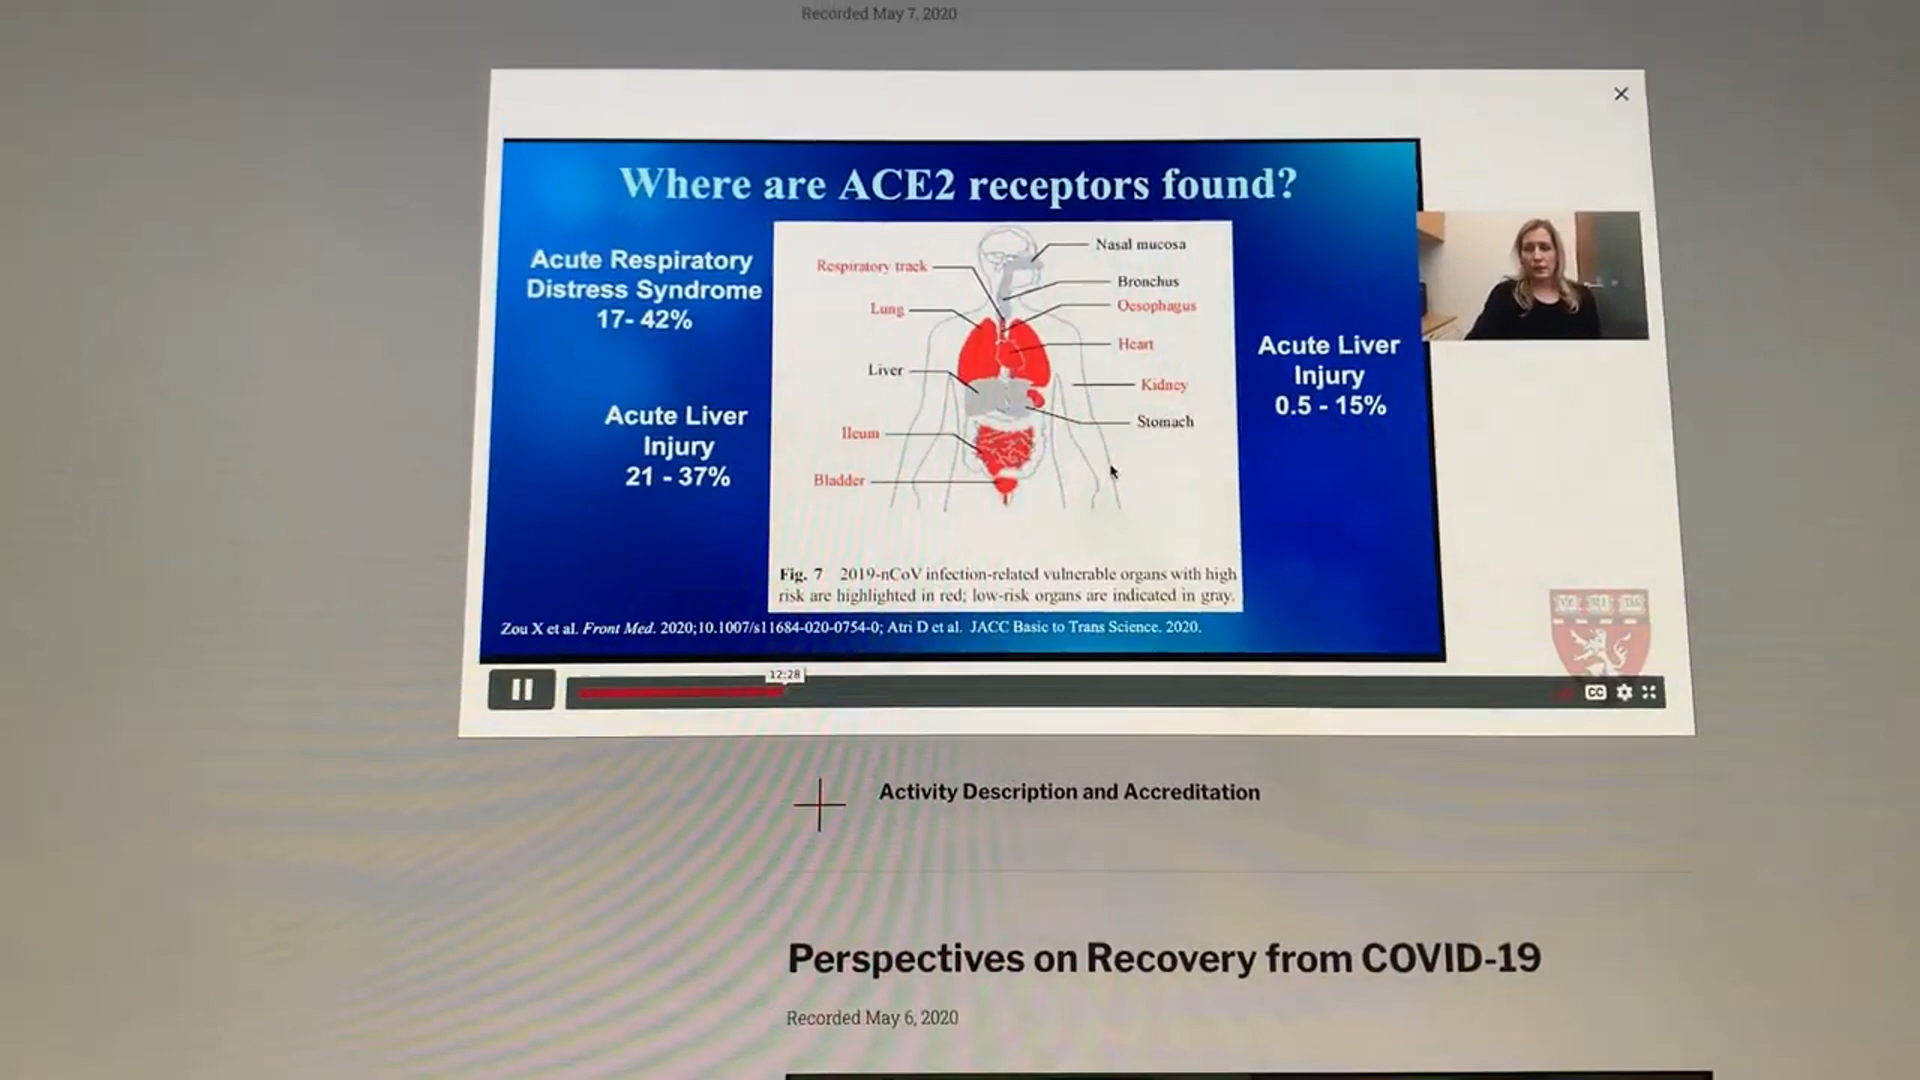 Recorded May 7, 2020
Where are ACE2 receptors found?
Acute Respiratory
Distress Syndrome
17- 42%
Acute Liver
Injury
21 - 37%
Nasal mucosa
Respiratory track
Bronchus
Oesophagus
Lung
Heart
Liver
Kidney
Stomach
Ileum
Bladder
Acute Liver
Injury
0.5 - 15%
Fig. 7 2019-nCoV infection-related vulnerable organs with high
risk are highlighted in red; low-risk organs are indicated in gray.
Zou X et al. Front Med. 2020;10.1007/s11684-020-0754-0; Atri D et al. JACC Basic to Trans Science. 2020.
12:28
CC
Activity Description and Accreditation
Perspectives on Recovery from COVID-19
Recorded May 6, 2020